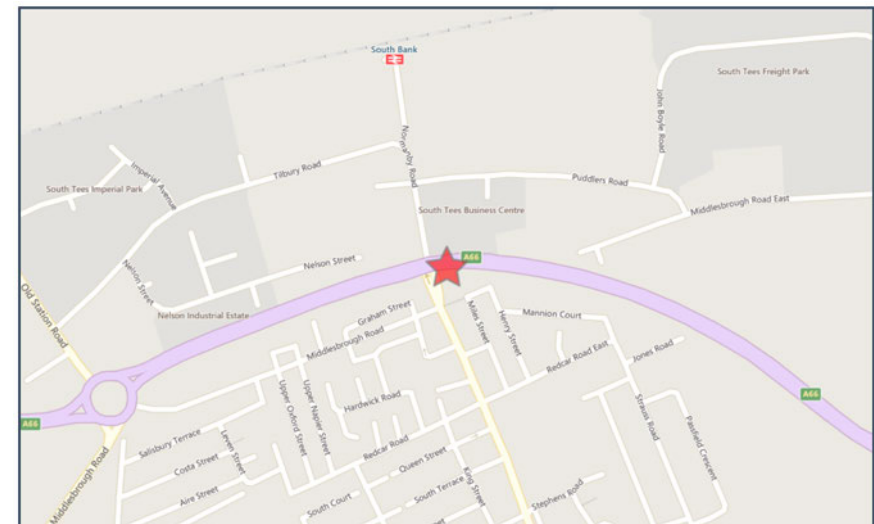 South Bank
South Tees Freight Park
John Boyle Road
Normanby Road
Tilbury Road
Imperial Avenue
South Tees Imperial Park
Puddlers Road
Middlesbrough Road East
South Tees Business Centre
A66
Nelson Street
Nelson Street
Old Station Road
Nelson Industrial Estate
Graham Street
Middlesbrough Road
Miles Street
Henry Street
Mannion Court
Redcar Road East
Jones Road
A66
Hardwick Road
Upper Oxford Street
Upper Napier Street
Strauss Road
Passfield Crescent
A66
Salisbury Terrace
Leven Street
Costa Street
Aire Street
Redcar Road
Queen Street
King Street
South Terrace
South Court
Stephens Road
Middlesbrough Road